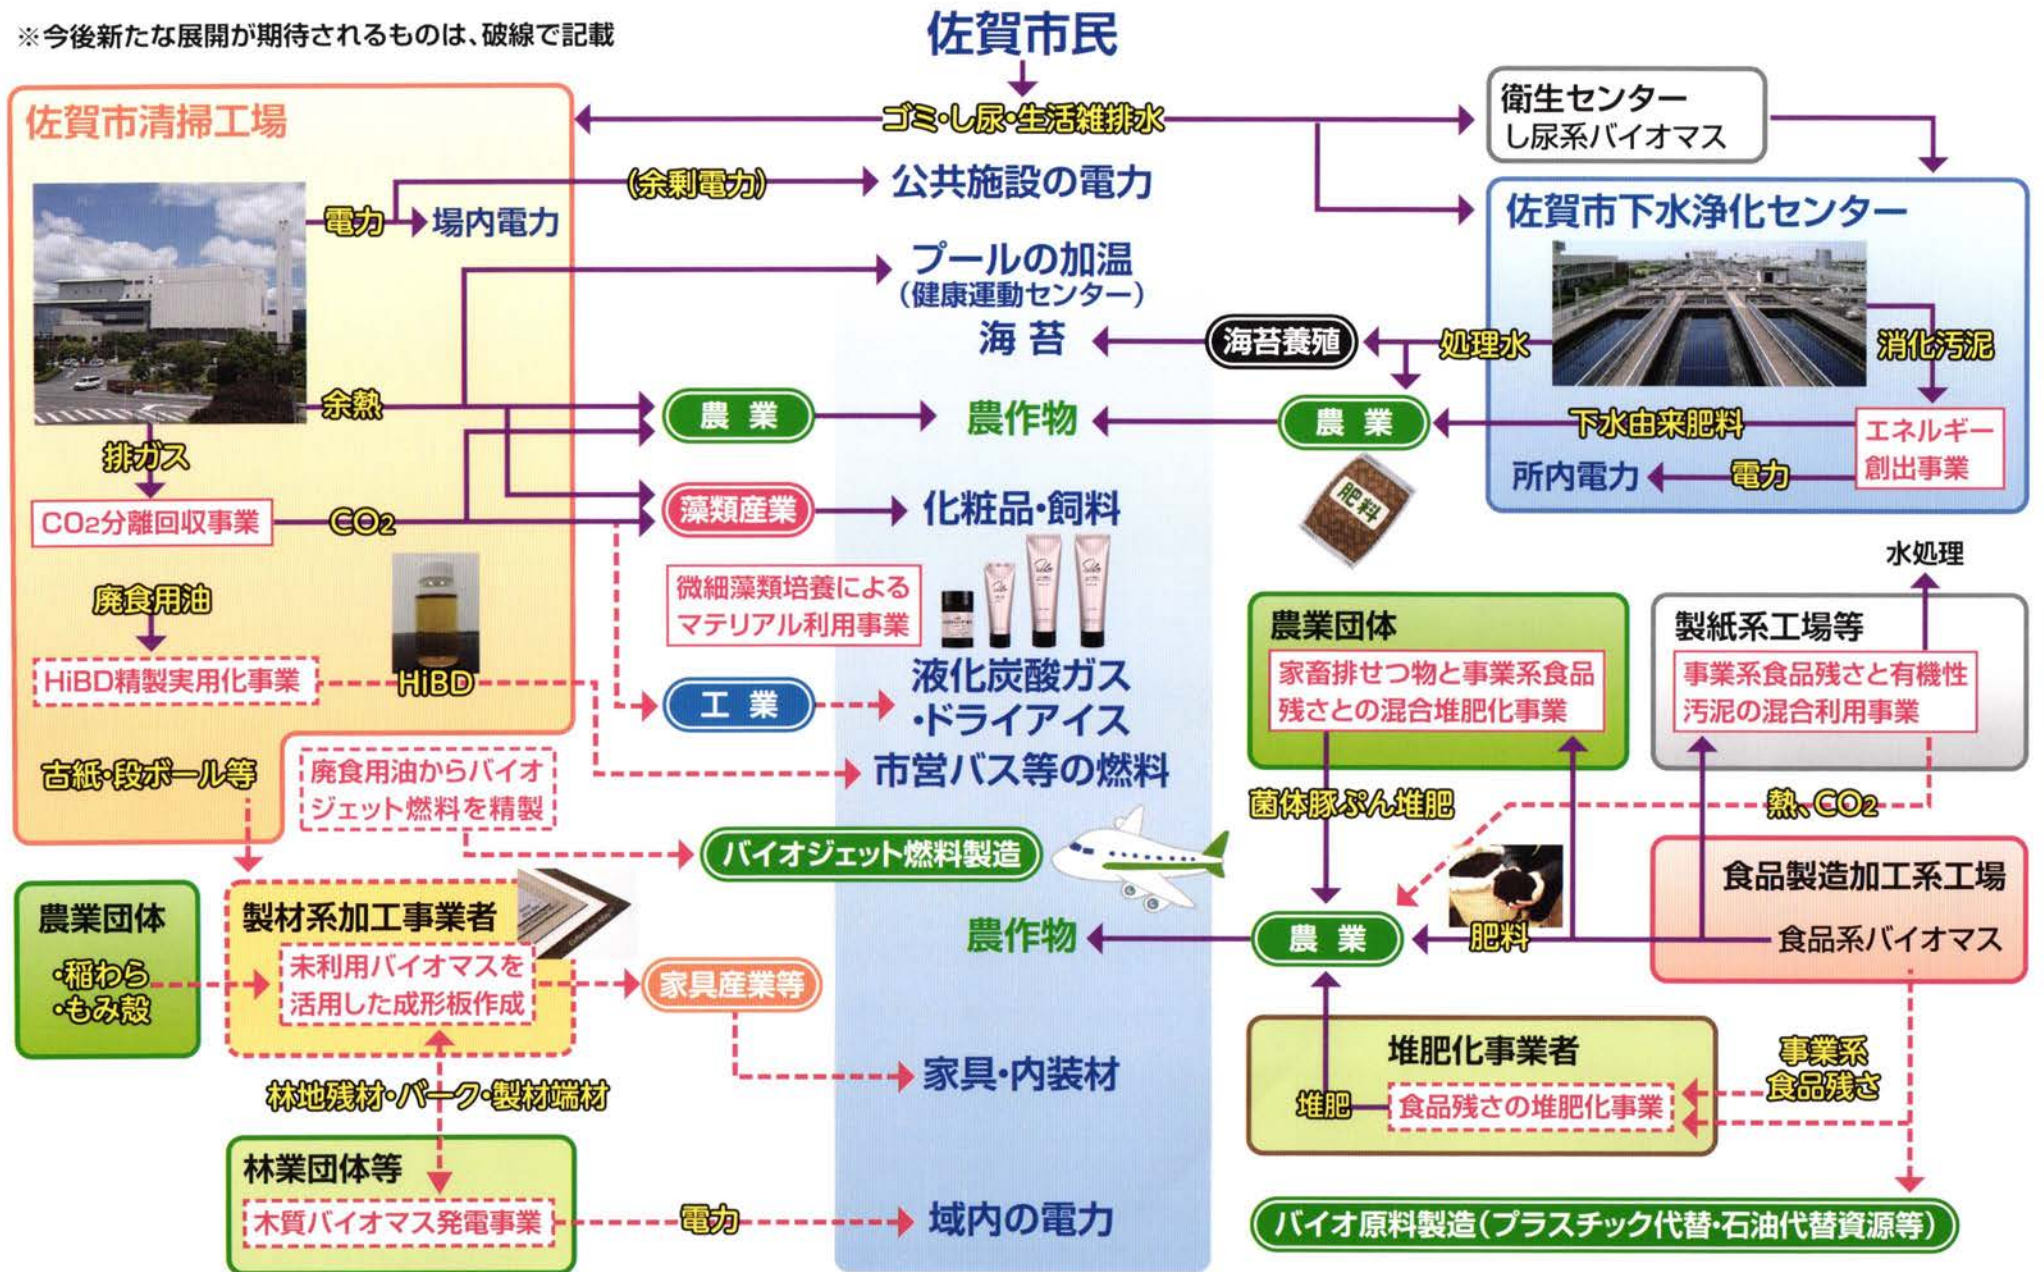 ※今後新たな展開が期待されるものは、破線で記載
佐賀市民
ゴミ・し尿・生活雑排水
佐賀市清掃工場
電力
場内電力
(余剰電力)
公共施設の電力
プールの加温
(健康運動センター)
余熱
排ガス
CO2分離回収事業
CO2
廃食用油
HiBD精製実用化事業
HiBD
古紙・段ボール等
農業
農作物
藻類産業
化粧品・飼料
微細藻類培養による
マテリアル利用事業
工業
液化炭酸ガス
・ドライアイス
市営バス等の燃料
廃食用油からバイオ
ジェット燃料を精製
バイオジェット燃料製造
農業団体
・稲わら
・もみ殻
製材系加工事業者
未利用バイオマスを
活用した成形板作成
家具産業等
家具・内装材
林地残材・バーク・製材端材
林業団体等
木質バイオマス発電事業
電力
域内の電力
衛生センター
し尿系バイオマス
佐賀市下水浄化センター
消化汚泥
処理水
海苔養殖
海苔
エネルギー
創出事業
下水由来肥料
農業
電力
所内電力
肥料
水処理
農業団体
家畜排せつ物と事業系食品
残さとの混合堆肥化事業
製紙系工場等
事業系食品残さと有機性
汚泥の混合利用事業
菌体豚ぷん堆肥
熱、CO2
食品製造加工系工場
食品系バイオマス
肥料
農業
農作物
堆肥化事業者
食品残さの堆肥化事業
堆肥
事業系
食品残さ
バイオ原料製造(プラスチック代替・石油代替資源等)